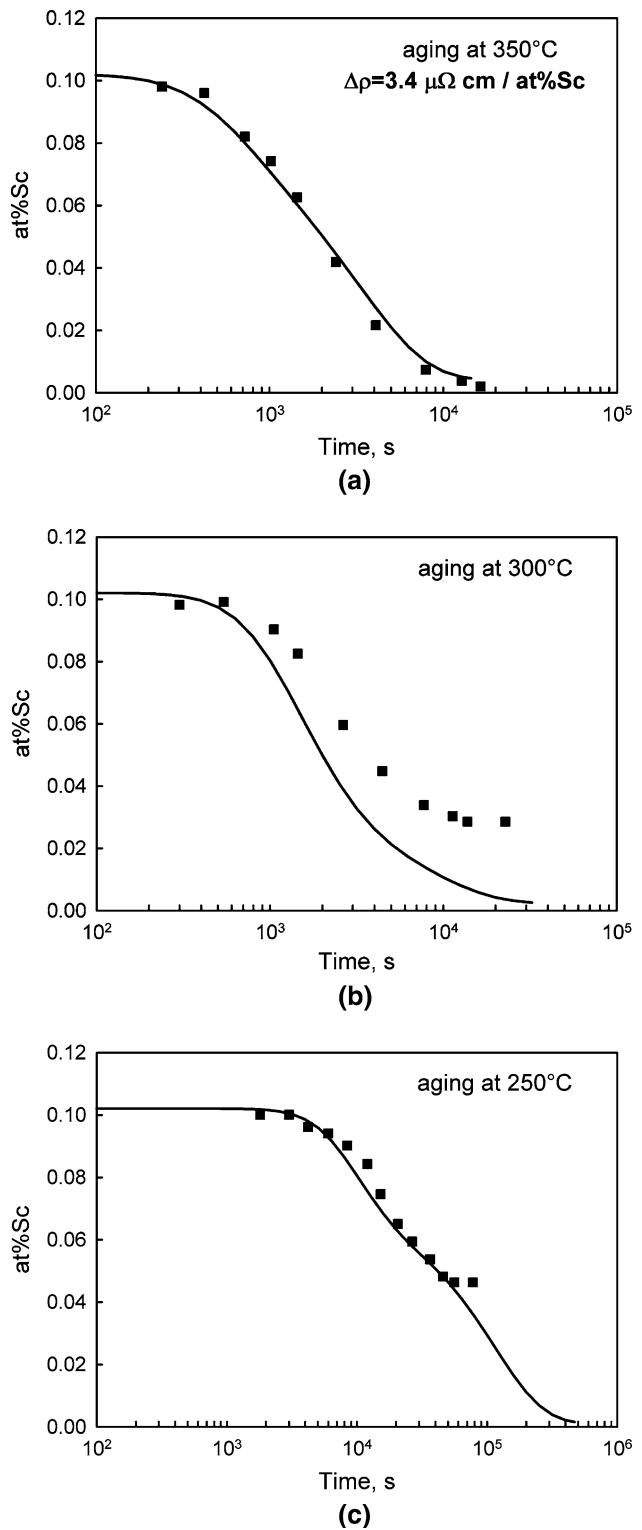 0.12
aging at 350°C
Δρ=3.4 μΩ cm / at%Sc
0.10
0.08
0.06
at%Sc
0.04
0.02
0.00
10² 10³ 10⁴ 10⁵
Time, s
(a)
0.12
aging at 300°C
0.10
0.08
0.06
at%Sc
0.04
0.02
0.00
10² 10³ 10⁴ 10⁵
Time, s
(b)
0.12
aging at 250°C
0.10
0.08
0.06
at%Sc
0.04
0.02
0.00
10² 10³ 10⁴ 10⁵ 10⁶
Time, s
(c)